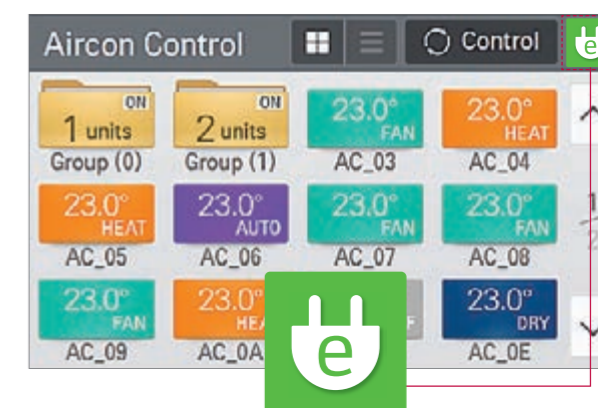 Aircon Control Control e
ON ON 23.0° 23.0°
1 units 2 units FAN HEAT
Group (0) Group (1) AC_03 AC_04
23.0° 23.0° 23.0° 23.0° 1
HEAT AUTO FAN FAN 2
AC_05 AC_06 AC_07 AC_08
23.0° 23.0° 23.0°
FAN F DRY
AC_09 AC_0A AC_0E
e